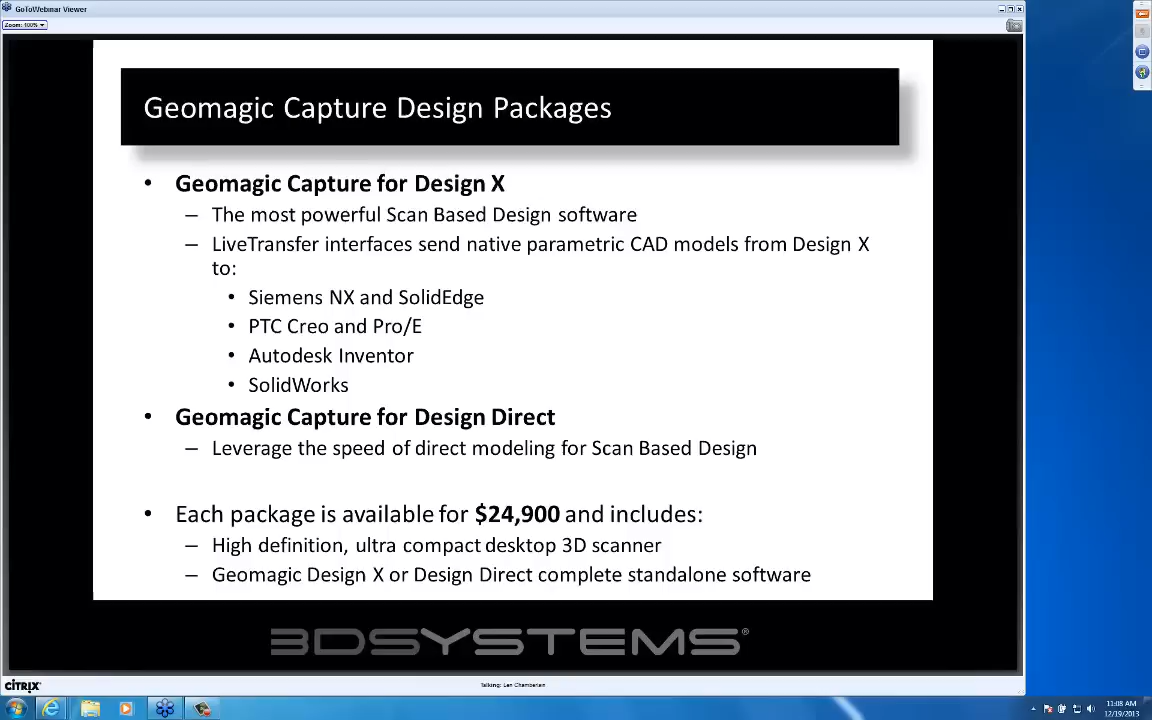 GoToWebinar Viewer
Zoom: 100%
Geomagic Capture Design Packages
• Geomagic Capture for Design X
– The most powerful Scan Based Design software
– LiveTransfer interfaces send native parametric CAD models from Design X
to:
• Siemens NX and SolidEdge
• PTC Creo and Pro/E
• Autodesk Inventor
• SolidWorks
• Geomagic Capture for Design Direct
– Leverage the speed of direct modeling for Scan Based Design
• Each package is available for $24,900 and includes:
– High definition, ultra compact desktop 3D scanner
– Geomagic Design X or Design Direct complete standalone software
3DSYSTEMS®
CITRIX
Talking: Len Chamberlen
11:08 AM
12/19/2013